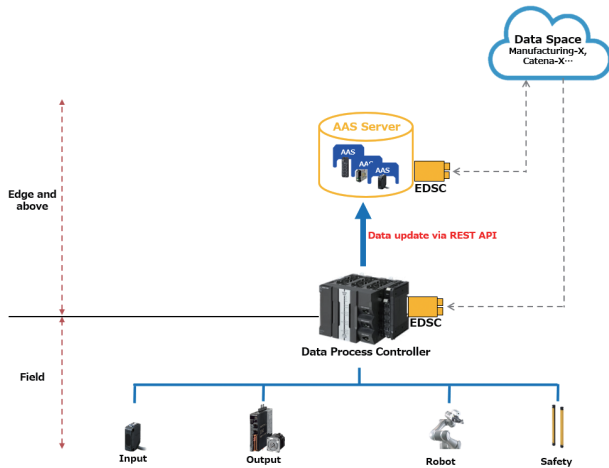 Data Space
Manufacturing-X,
Catena-X…
AAS Server
AAS
AAS
AAS
EDSC
Edge and
above
Data update via REST API
EDSC
Data Process Controller
Field
Input
Output
Robot
Safety